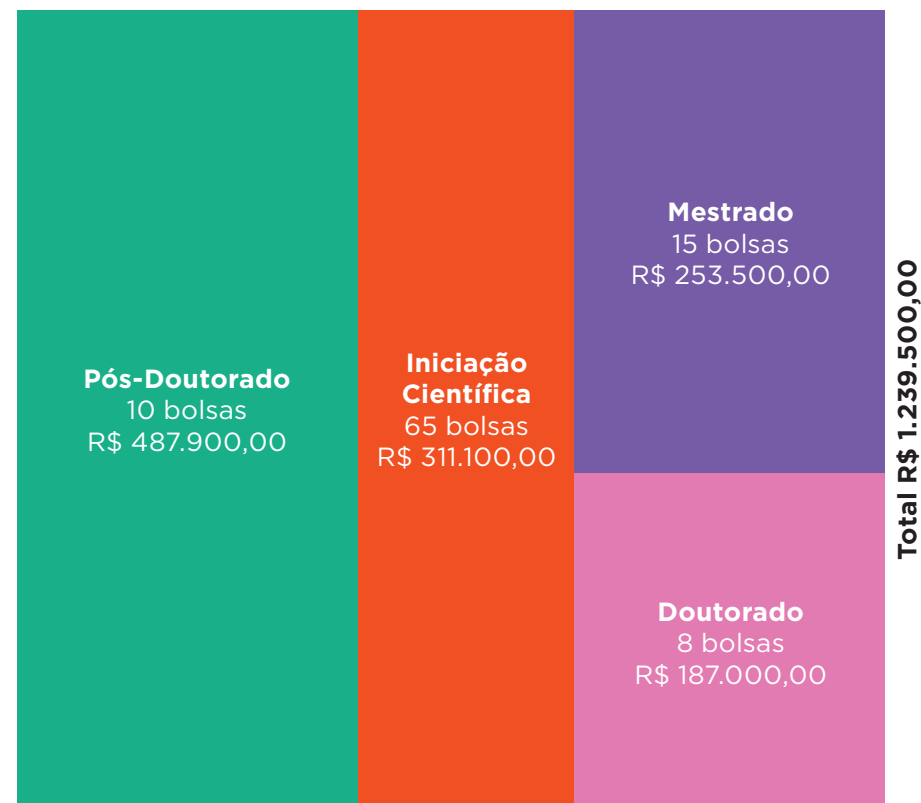 Pós-Doutorado
10 bolsas
R$ 487.900,00
Iniciação
Científica
65 bolsas
R$ 311.100,00
Mestrado
15 bolsas
R$ 253.500,00
Doutorado
8 bolsas
R$ 187.000,00
Total R$ 1.239.500,00